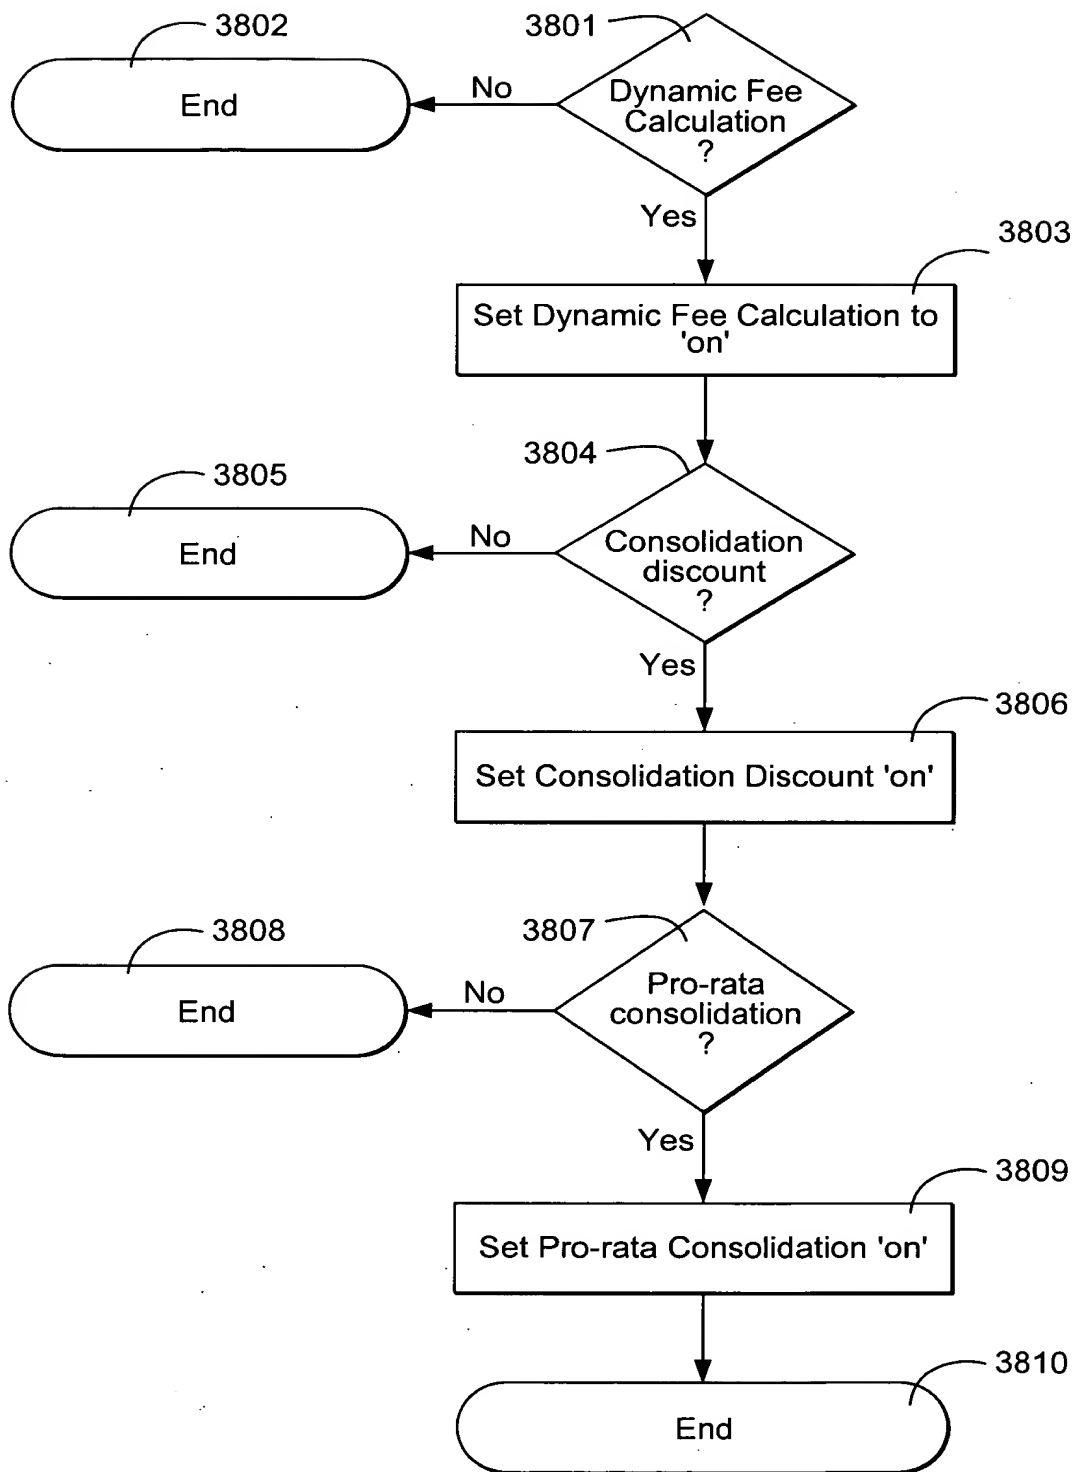 3802
3801
End
No
Dynamic Fee
Calculation
?
Yes
3803
Set Dynamic Fee Calculation to
'on'
3804
3805
End
No
Consolidation
discount
?
Yes
3806
Set Consolidation Discount 'on'
3808
3807
End
No
Pro-rata
consolidation
?
Yes
3809
Set Pro-rata Consolidation 'on'
3810
End